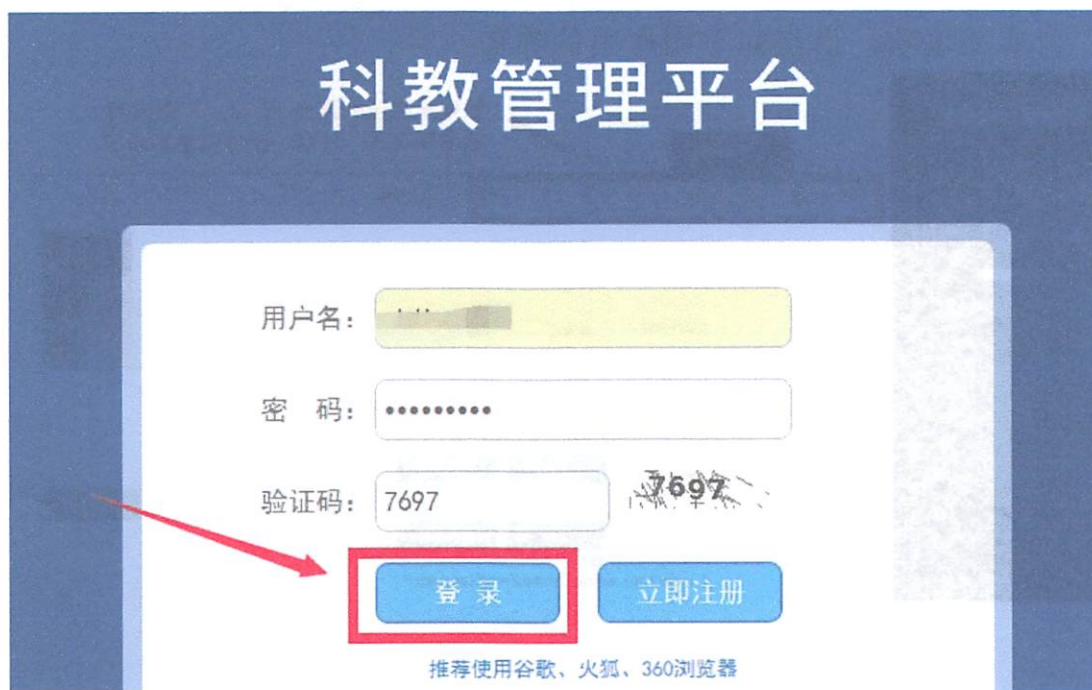 科教管理平台
用户名：
密 码： •••••••••
验证码： 7697 7697
登 录 立即注册
推荐使用谷歌、火狐、360浏览器